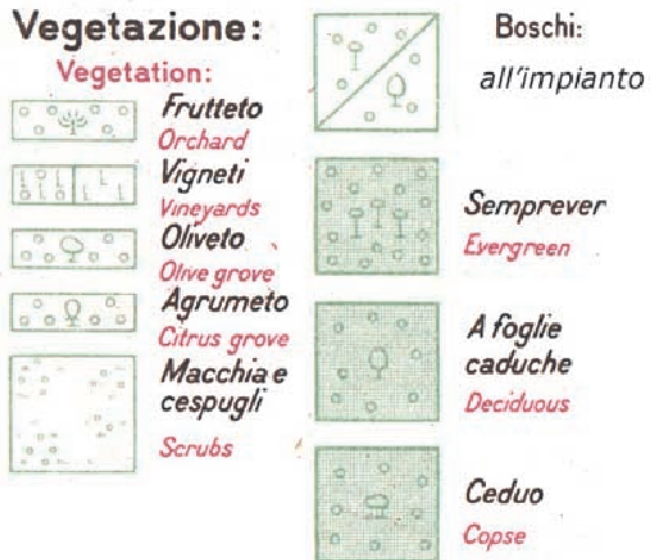 Vegetazione:
Vegetation:
Frutteto
Orchard
Vigneti
Vineyards
Oliveto
Olive grove
Agrumeto
Citrus grove
Macchia e
cespugli
Scrubs
Boschi:
all'impianto
Semprever
Evergreen
A foglie
caduche
Deciduous
Ceduo
Copse